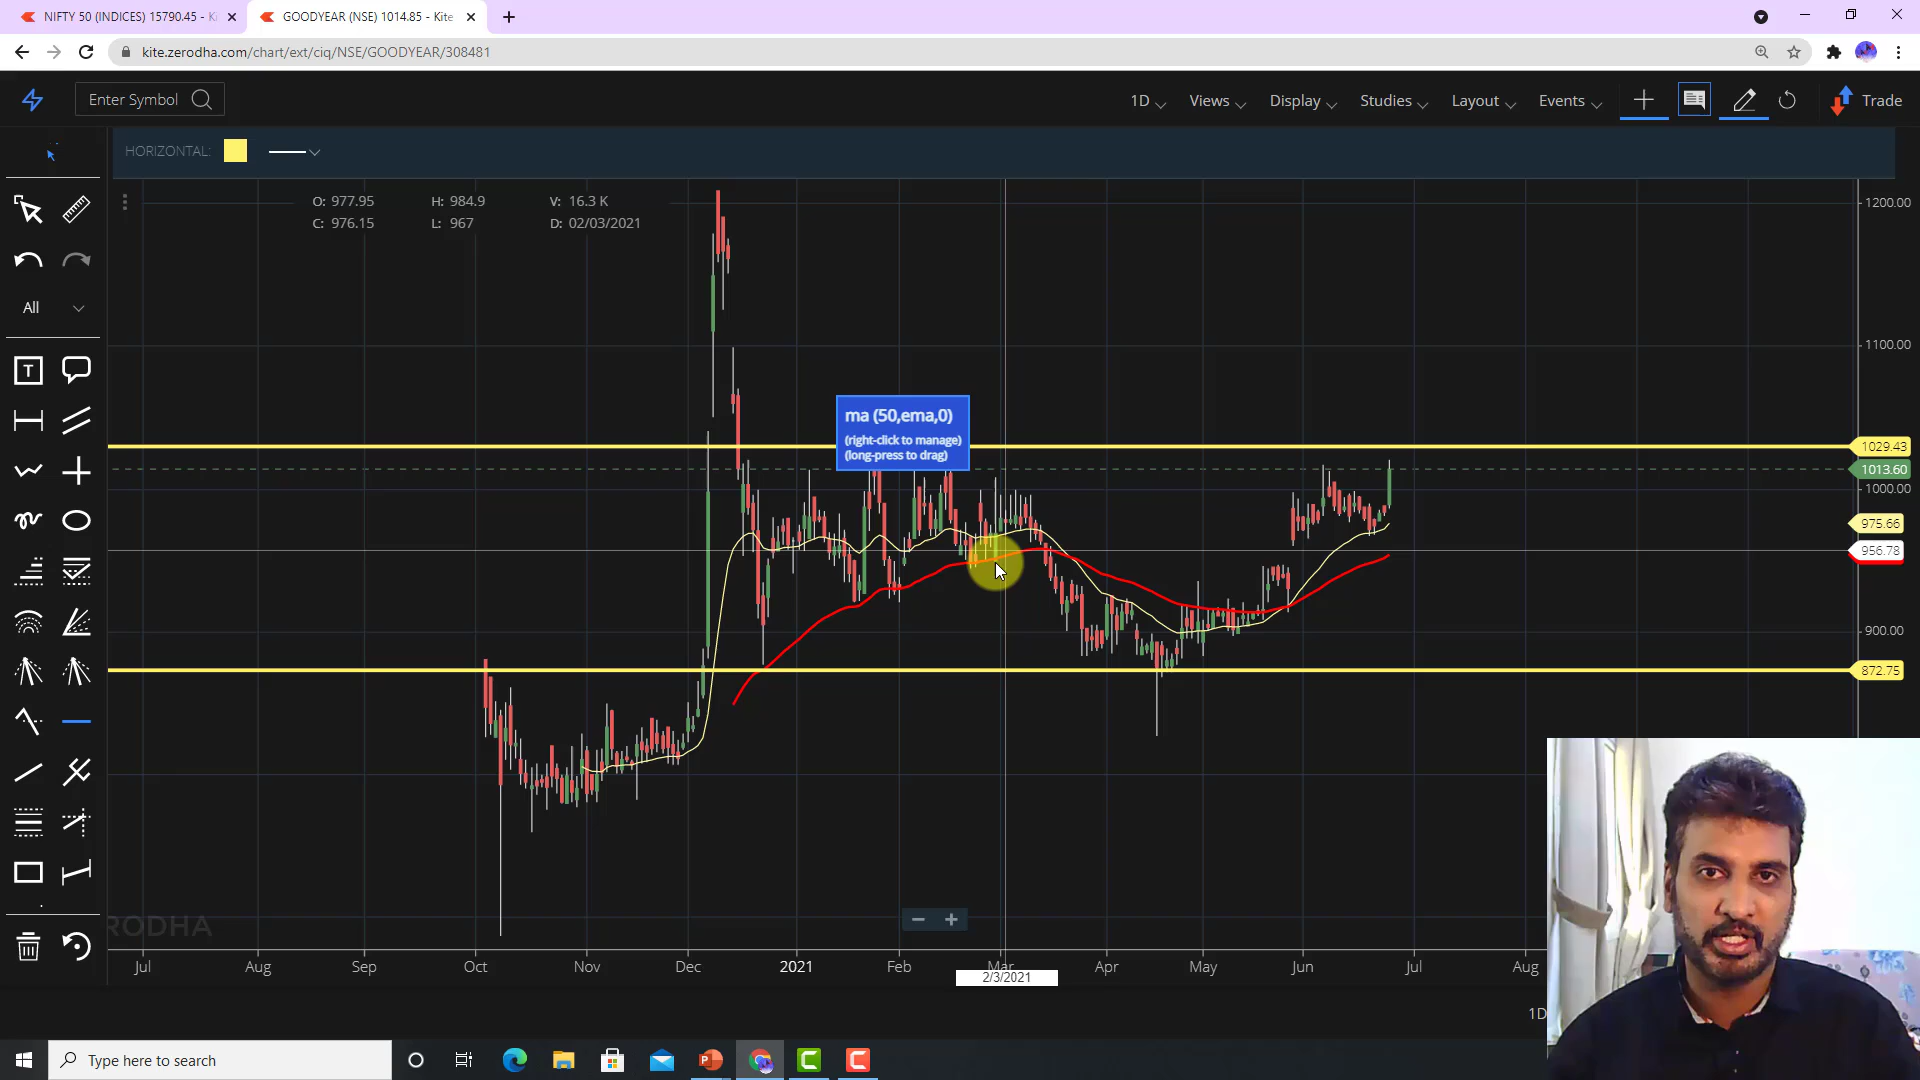 NIFTY 50 (INDICES) 15790.45 - Ki
GOODYEAR (NSE) 1014.85 - Kite
kite.zerodha.com/chart/ext/ciq/NSE/GOODYEAR/308481
Enter Symbol
1D
Views
Display
Studies
Layout
Events
Trade
HORIZONTAL:
O: 977.95 H: 984.9 V: 16.3 K
C: 976.15 L: 967 D: 02/03/2021
All
T
ma (50,ema,0)
(right-click to manage)
(long-press to drag)
1200.00
1100.00
1029.43
1013.60
1000.00
975.66
956.78
900.00
872.75
RODHA
Jul Aug Sep Oct Nov Dec 2021 Feb Mar Apr May Jun Jul Aug
2/3/2021
1D
Type here to search